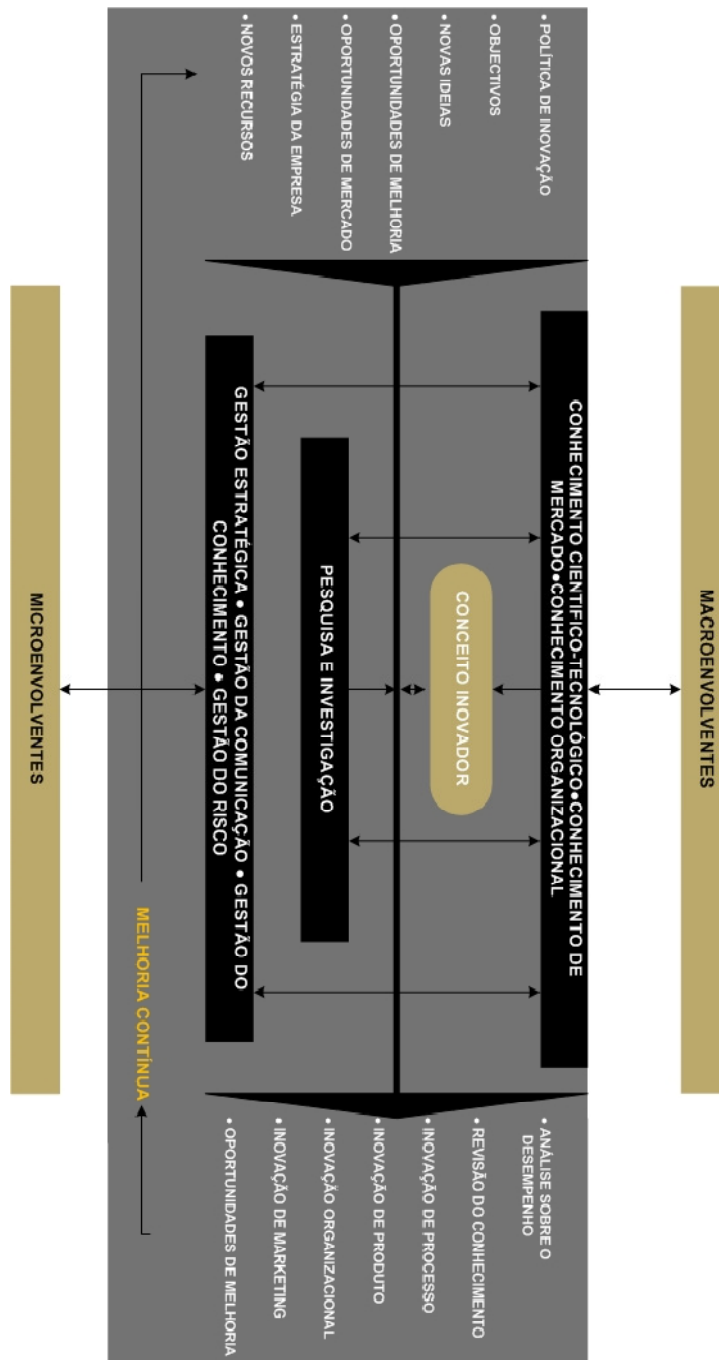 MACROENVOLVENTES
• POLÍTICA DE INOVAÇÃO
• OBJECTIVOS
• NOVAS IDEIAS
• OPORTUNIDADES DE MELHORIA
• OPORTUNIDADES DE MERCADO
• ESTRATÉGIA DA EMPRESA
• NOVOS RECURSOS
CONHECIMENTO CIENTIFICO-TECNOLÓGICO•CONHECIMENTO DE
MERCADO•CONHECIMENTO ORGANIZACIONAL
CONCEITO INOVADOR
PESQUISA E INVESTIGAÇÃO
GESTÃO ESTRATÉGICA • GESTÃO DA COMUNICAÇÃO • GESTÃO DO
CONHECIMENTO • GESTÃO DO RISCO
• ANÁLISE SOBRE O
DESEMPENHO
• REVISÃO DO CONHECIMENTO
• INOVAÇÃO DE PROCESSO
• INOVAÇÃO DE PRODUTO
• INOVAÇÃO ORGANIZACIONAL
• INOVAÇÃO DE MARKETING
• OPORTUNIDADES DE MELHORIA
MELHORIA CONTÍNUA
MICROENVOLVENTES